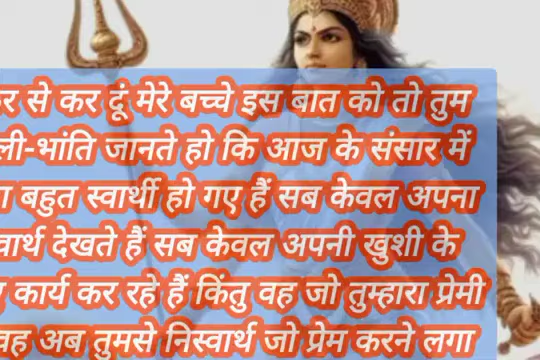 से कर दूं मेरे बच्चे इस बात को तो तुम
ली-भांति जानते हो कि आज के संसार में
बहुत स्वार्थी हो गए हैं सब केवल अपना
वार्थ देखते हैं सब केवल अपनी खुशी के
कार्य कर रहे हैं किंतु वह जो तुम्हारा प्रेमी
वह अब तुमसे निस्वार्थ जो प्रेम करने लगा